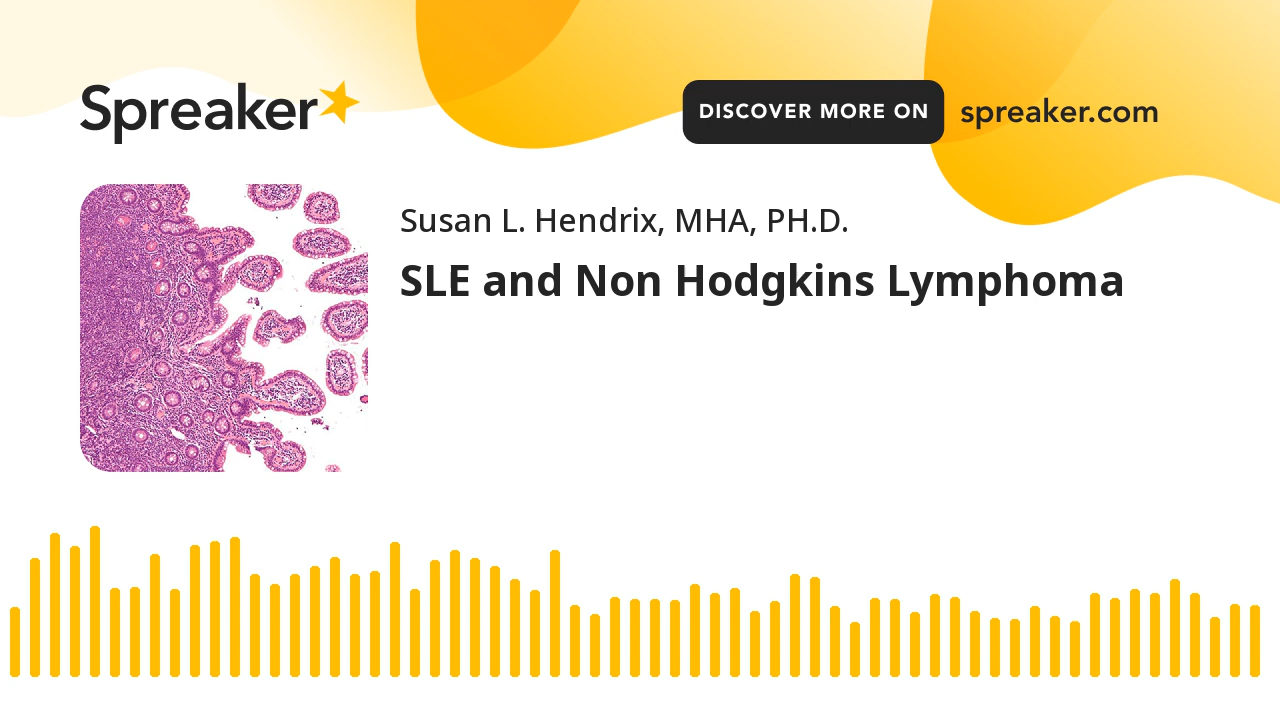 Spreaker
DISCOVER MORE ON spreaker.com
Susan L. Hendrix, MHA, PH.D.
SLE and Non Hodgkins Lymphoma